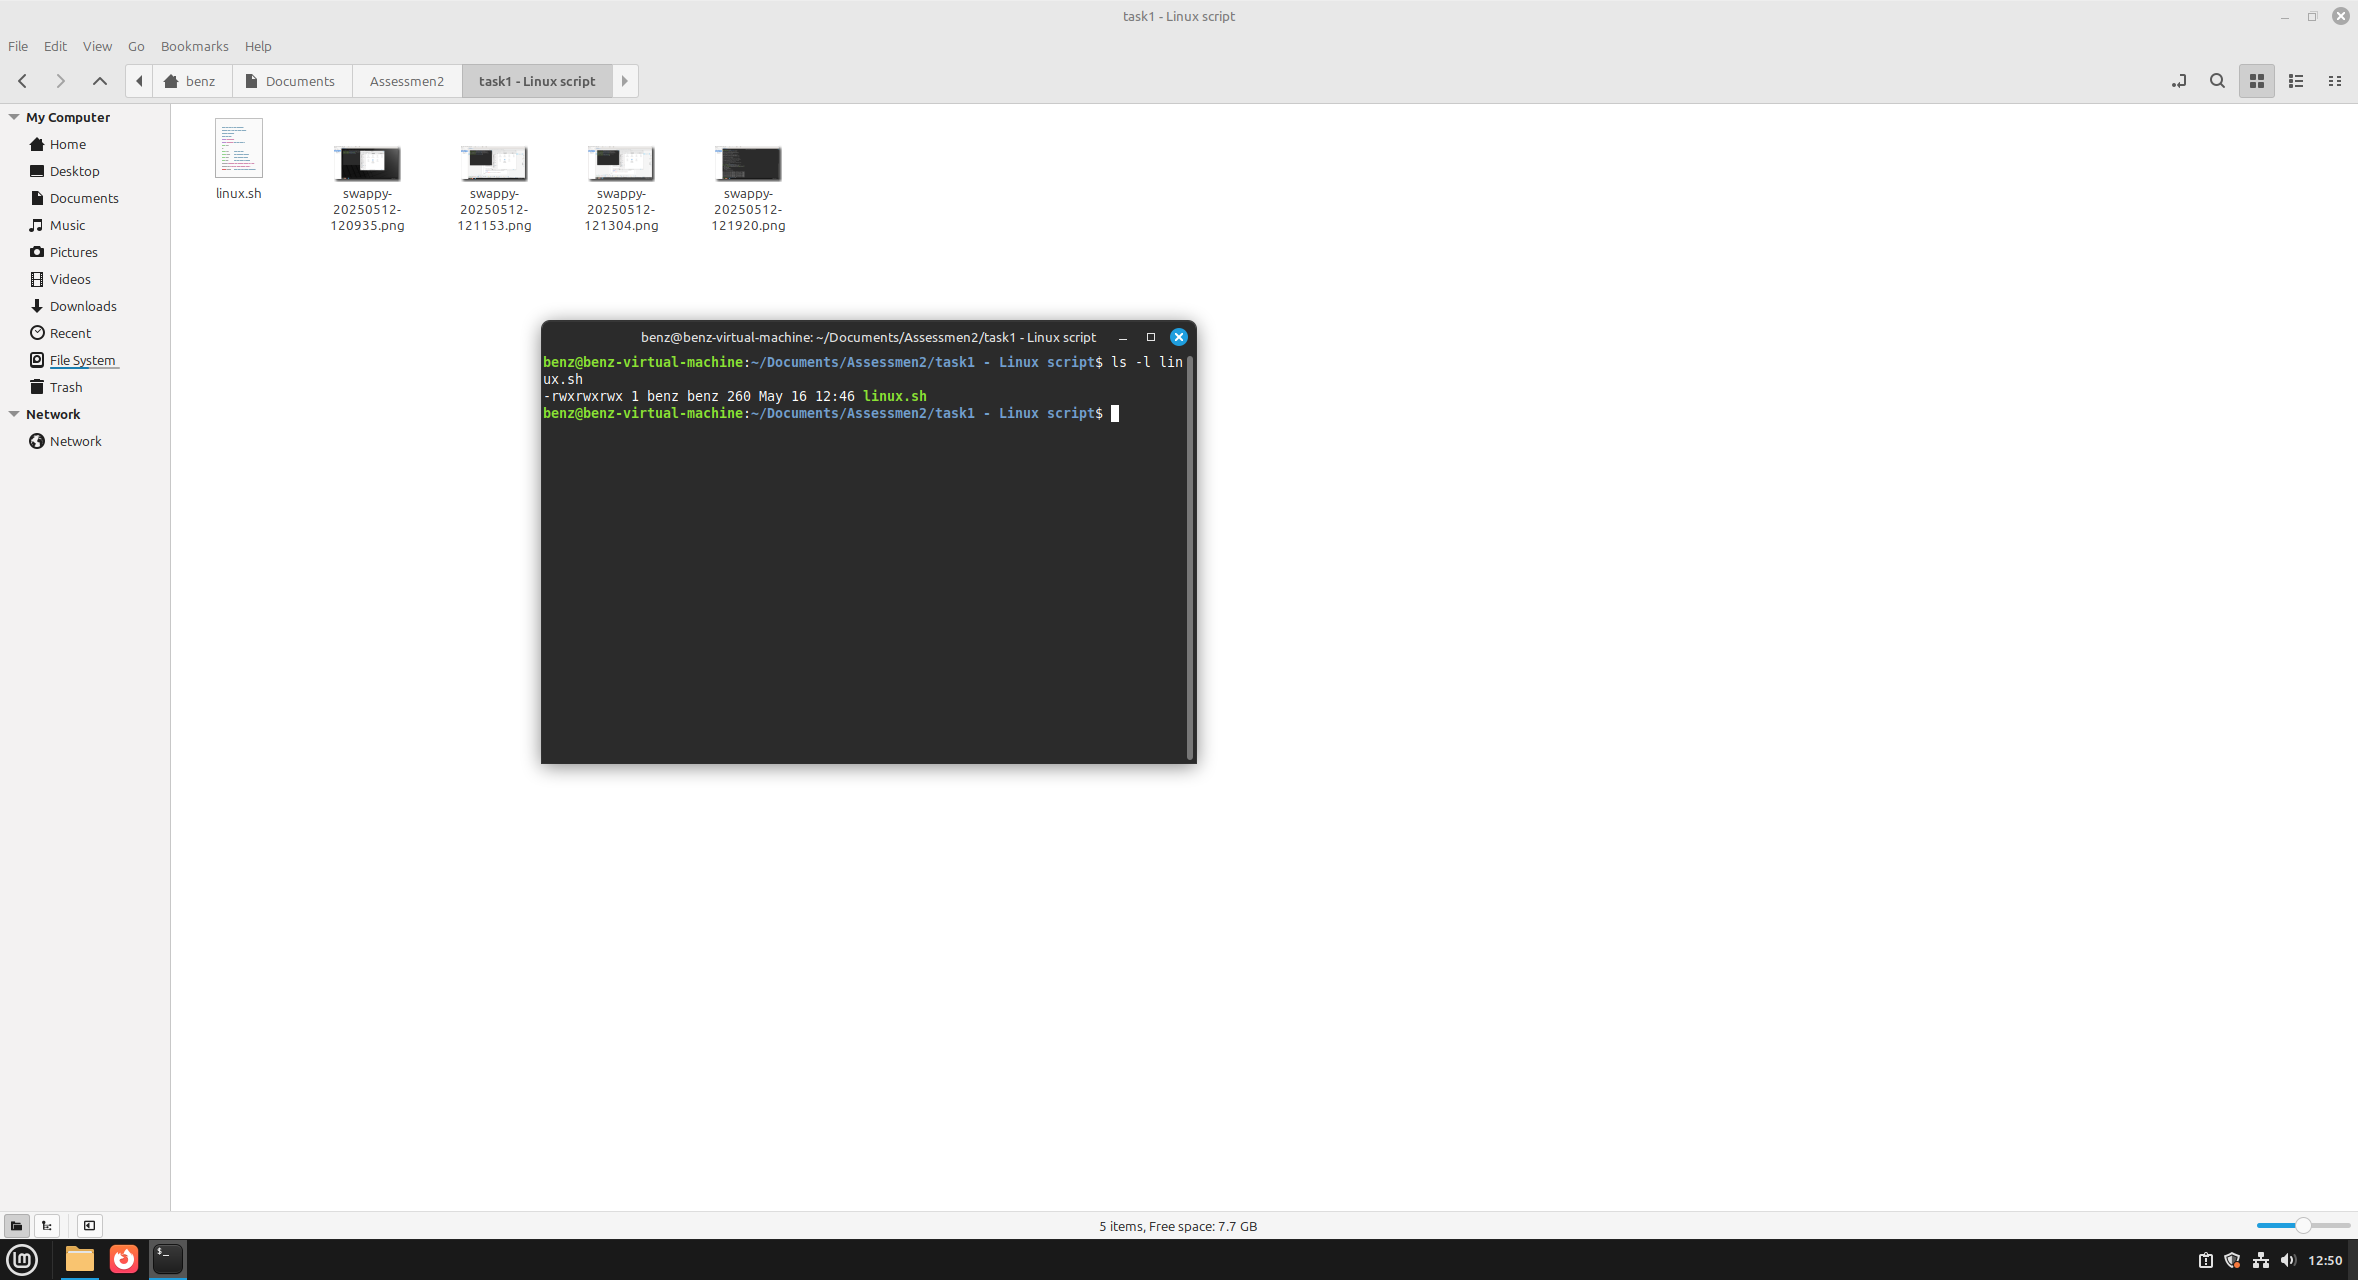 task1 - Linux script
File Edit View Go Bookmarks Help
benz Documents Assessmen2 task1 - Linux script
My Computer
Home
Desktop
Documents
Music
Pictures
Videos
Downloads
Recent
File System
Trash
Network
Network
linux.sh
swappy-
20250512-
120935.png
swappy-
20250512-
121153.png
swappy-
20250512-
121304.png
swappy-
20250512-
121920.png
benz@benz-virtual-machine: ~/Documents/Assessmen2/task1 - Linux script
benz@benz-virtual-machine:~/Documents/Assessmen2/task1 - Linux script$ ls -l lin
ux.sh
-rwxrwxrwx 1 benz benz 260 May 16 12:46 linux.sh
benz@benz-virtual-machine:~/Documents/Assessmen2/task1 - Linux script$
5 items, Free space: 7.7 GB
12:50